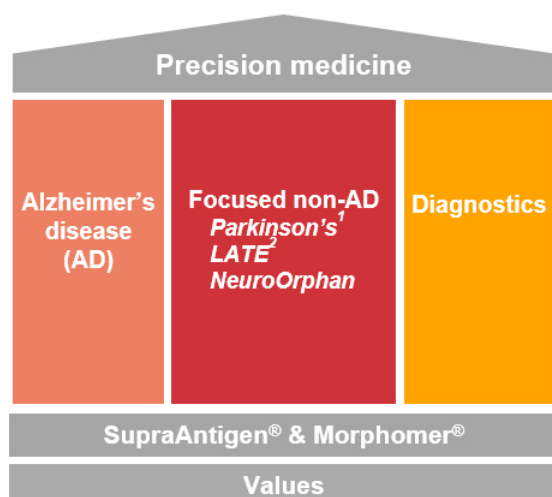 Precision medicine
Alzheimer's
disease
(AD)
Focused non-AD
Parkinson's¹
LATE²
NeuroOrphan
Diagnostics
SupraAntigen® & Morphomer®
Values